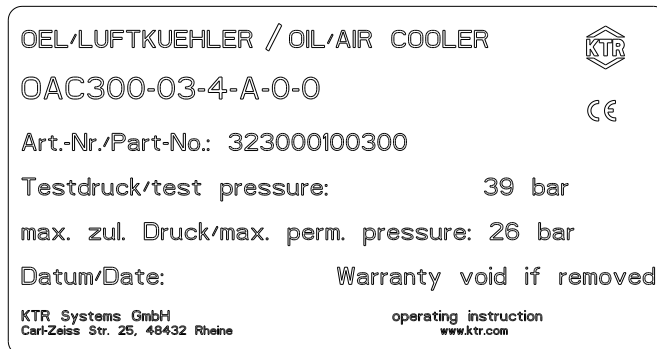 OEL/LUFTKUEHLER / OIL/AIR COOLER
KTR
OAC300-03-4-A-0-0
CE
Art.-Nr./Part-No.: 323000100300
Testdruck/test pressure: 39 bar
max. zul. Druck/max. perm. pressure: 26 bar
Datum/Date: Warranty void if removed
KTR Systems GmbH operating instruction
Carl-Zeiss Str. 25, 48432 Rheine www.ktr.com